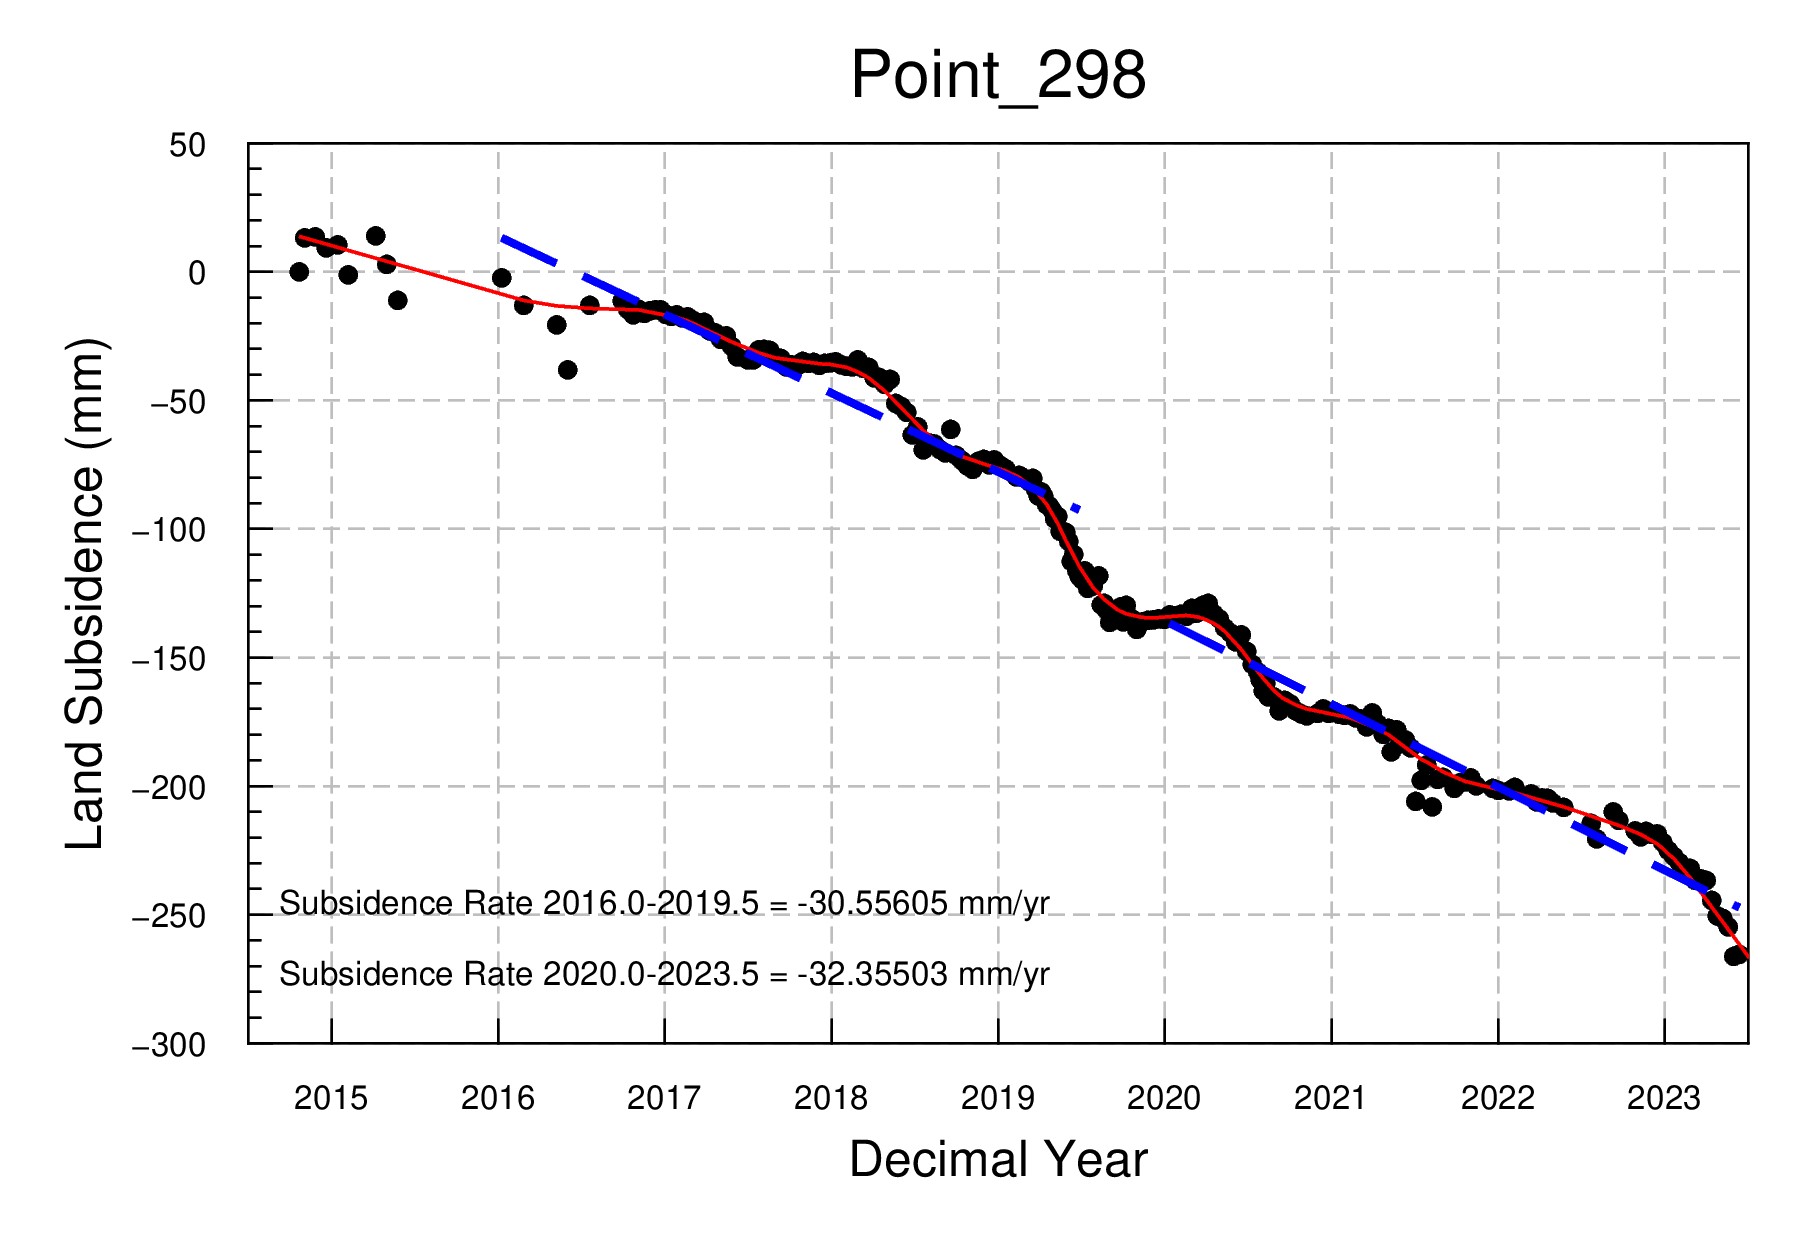 Point_298
50
0
−50
−100
−150
−200
−250
−300
Land Subsidence (mm)
Subsidence Rate 2016.0-2019.5 = -30.55605 mm/yr
Subsidence Rate 2020.0-2023.5 = -32.35503 mm/yr
2015 2016 2017 2018 2019 2020 2021 2022 2023
Decimal Year